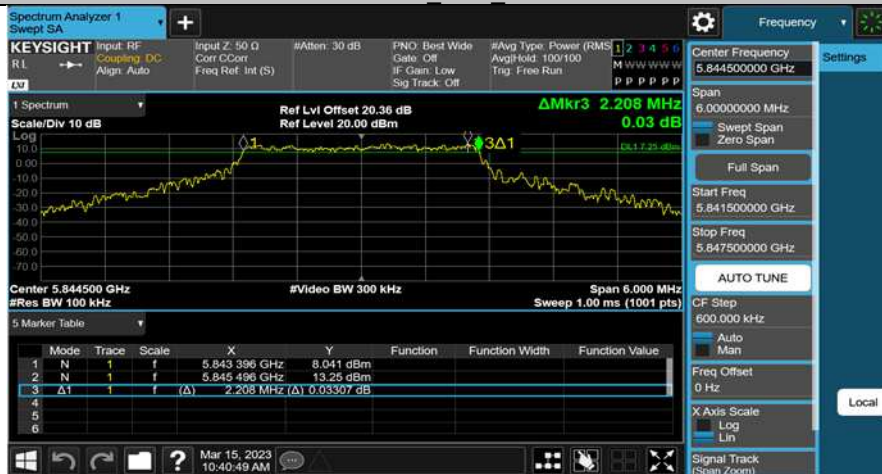 Spectrum Analyzer 1
Swept SA
+
Frequency
KEYSIGHT
RL
LXI
Input: RF
Coupling: DC
Align: Auto
Input Z: 50 Ω
Corr CCorr
Freq Ref: Int (S)
#Atten: 30 dB
PNO: Best Wide
Gate: Off
IF Gain: Low
Sig Track: Off
#Avg Type: Power (RMS
Avg|Hold: 100/100
Trig: Free Run
1 2 3 4 5 6
M W W W W W
P P P P P P
1 Spectrum
Scale/Div 10 dB
Ref Lvl Offset 20.36 dB
Ref Level 20.00 dBm
ΔMkr3 2.208 MHz
0.03 dB
Log
10.0
0.00
-10.0
-20.0
-30.0
-40.0
-50.0
-60.0
-70.0
1
3Δ1
DL1 7.25 dBm
Center 5.844500 GHz
#Res BW 100 kHz
#Video BW 300 kHz
Span 6.000 MHz
Sweep 1.00 ms (1001 pts)
5 Marker Table
Mode Trace Scale X Y Function Function Width Function Value
1 N 1 f 5.843 396 GHz 8.041 dBm
2 N 1 f 5.845 496 GHz 13.25 dBm
3 Δ1 1 f (Δ) 2.208 MHz (Δ) 0.03307 dB
4
5
6
?
Mar 15, 2023
10:40:49 AM
Center Frequency
5.844500000 GHz
Span
6.00000000 MHz
Swept Span
Zero Span
Full Span
Start Freq
5.841500000 GHz
Stop Freq
5.847500000 GHz
AUTO TUNE
CF Step
600.000 kHz
Auto
Man
Freq Offset
0 Hz
X Axis Scale
Log
Lin
Signal Track
(Span Zoom)
Settings
Local